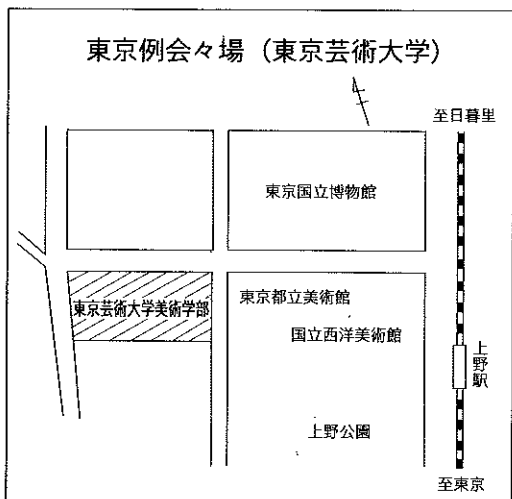 東京例会々場（東京芸術大学）
至日暮里
東京国立博物館
東京都立美術館
東京芸術大学美術学部
国立西洋美術館
上野駅
上野公園
至東京